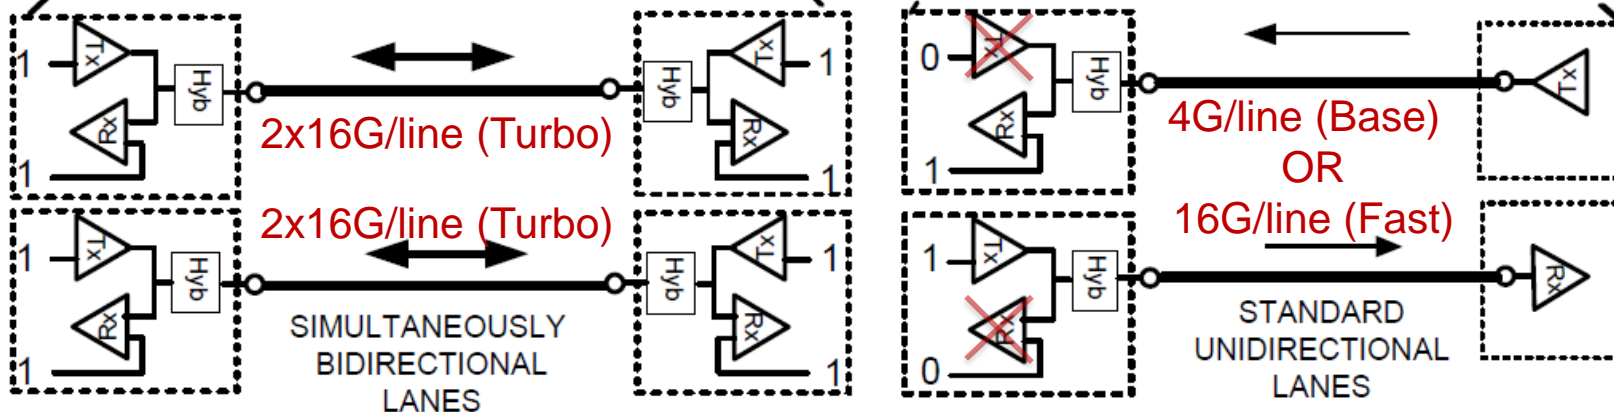 1 Tx Hyb Tx 1
2x16G/line (Turbo)
1 Rx Hyb Rx 1
1 Tx Hyb Tx 1
2x16G/line (Turbo)
1 Rx Hyb Rx 1
SIMULTANEOUSLY
BIDIRECTIONAL
LANES
0 Tx Hyb Tx
4G/line (Base)
1 Rx
OR
16G/line (Fast)
1 Tx Hyb Rx
0 Rx
STANDARD
UNIDIRECTIONAL
LANES